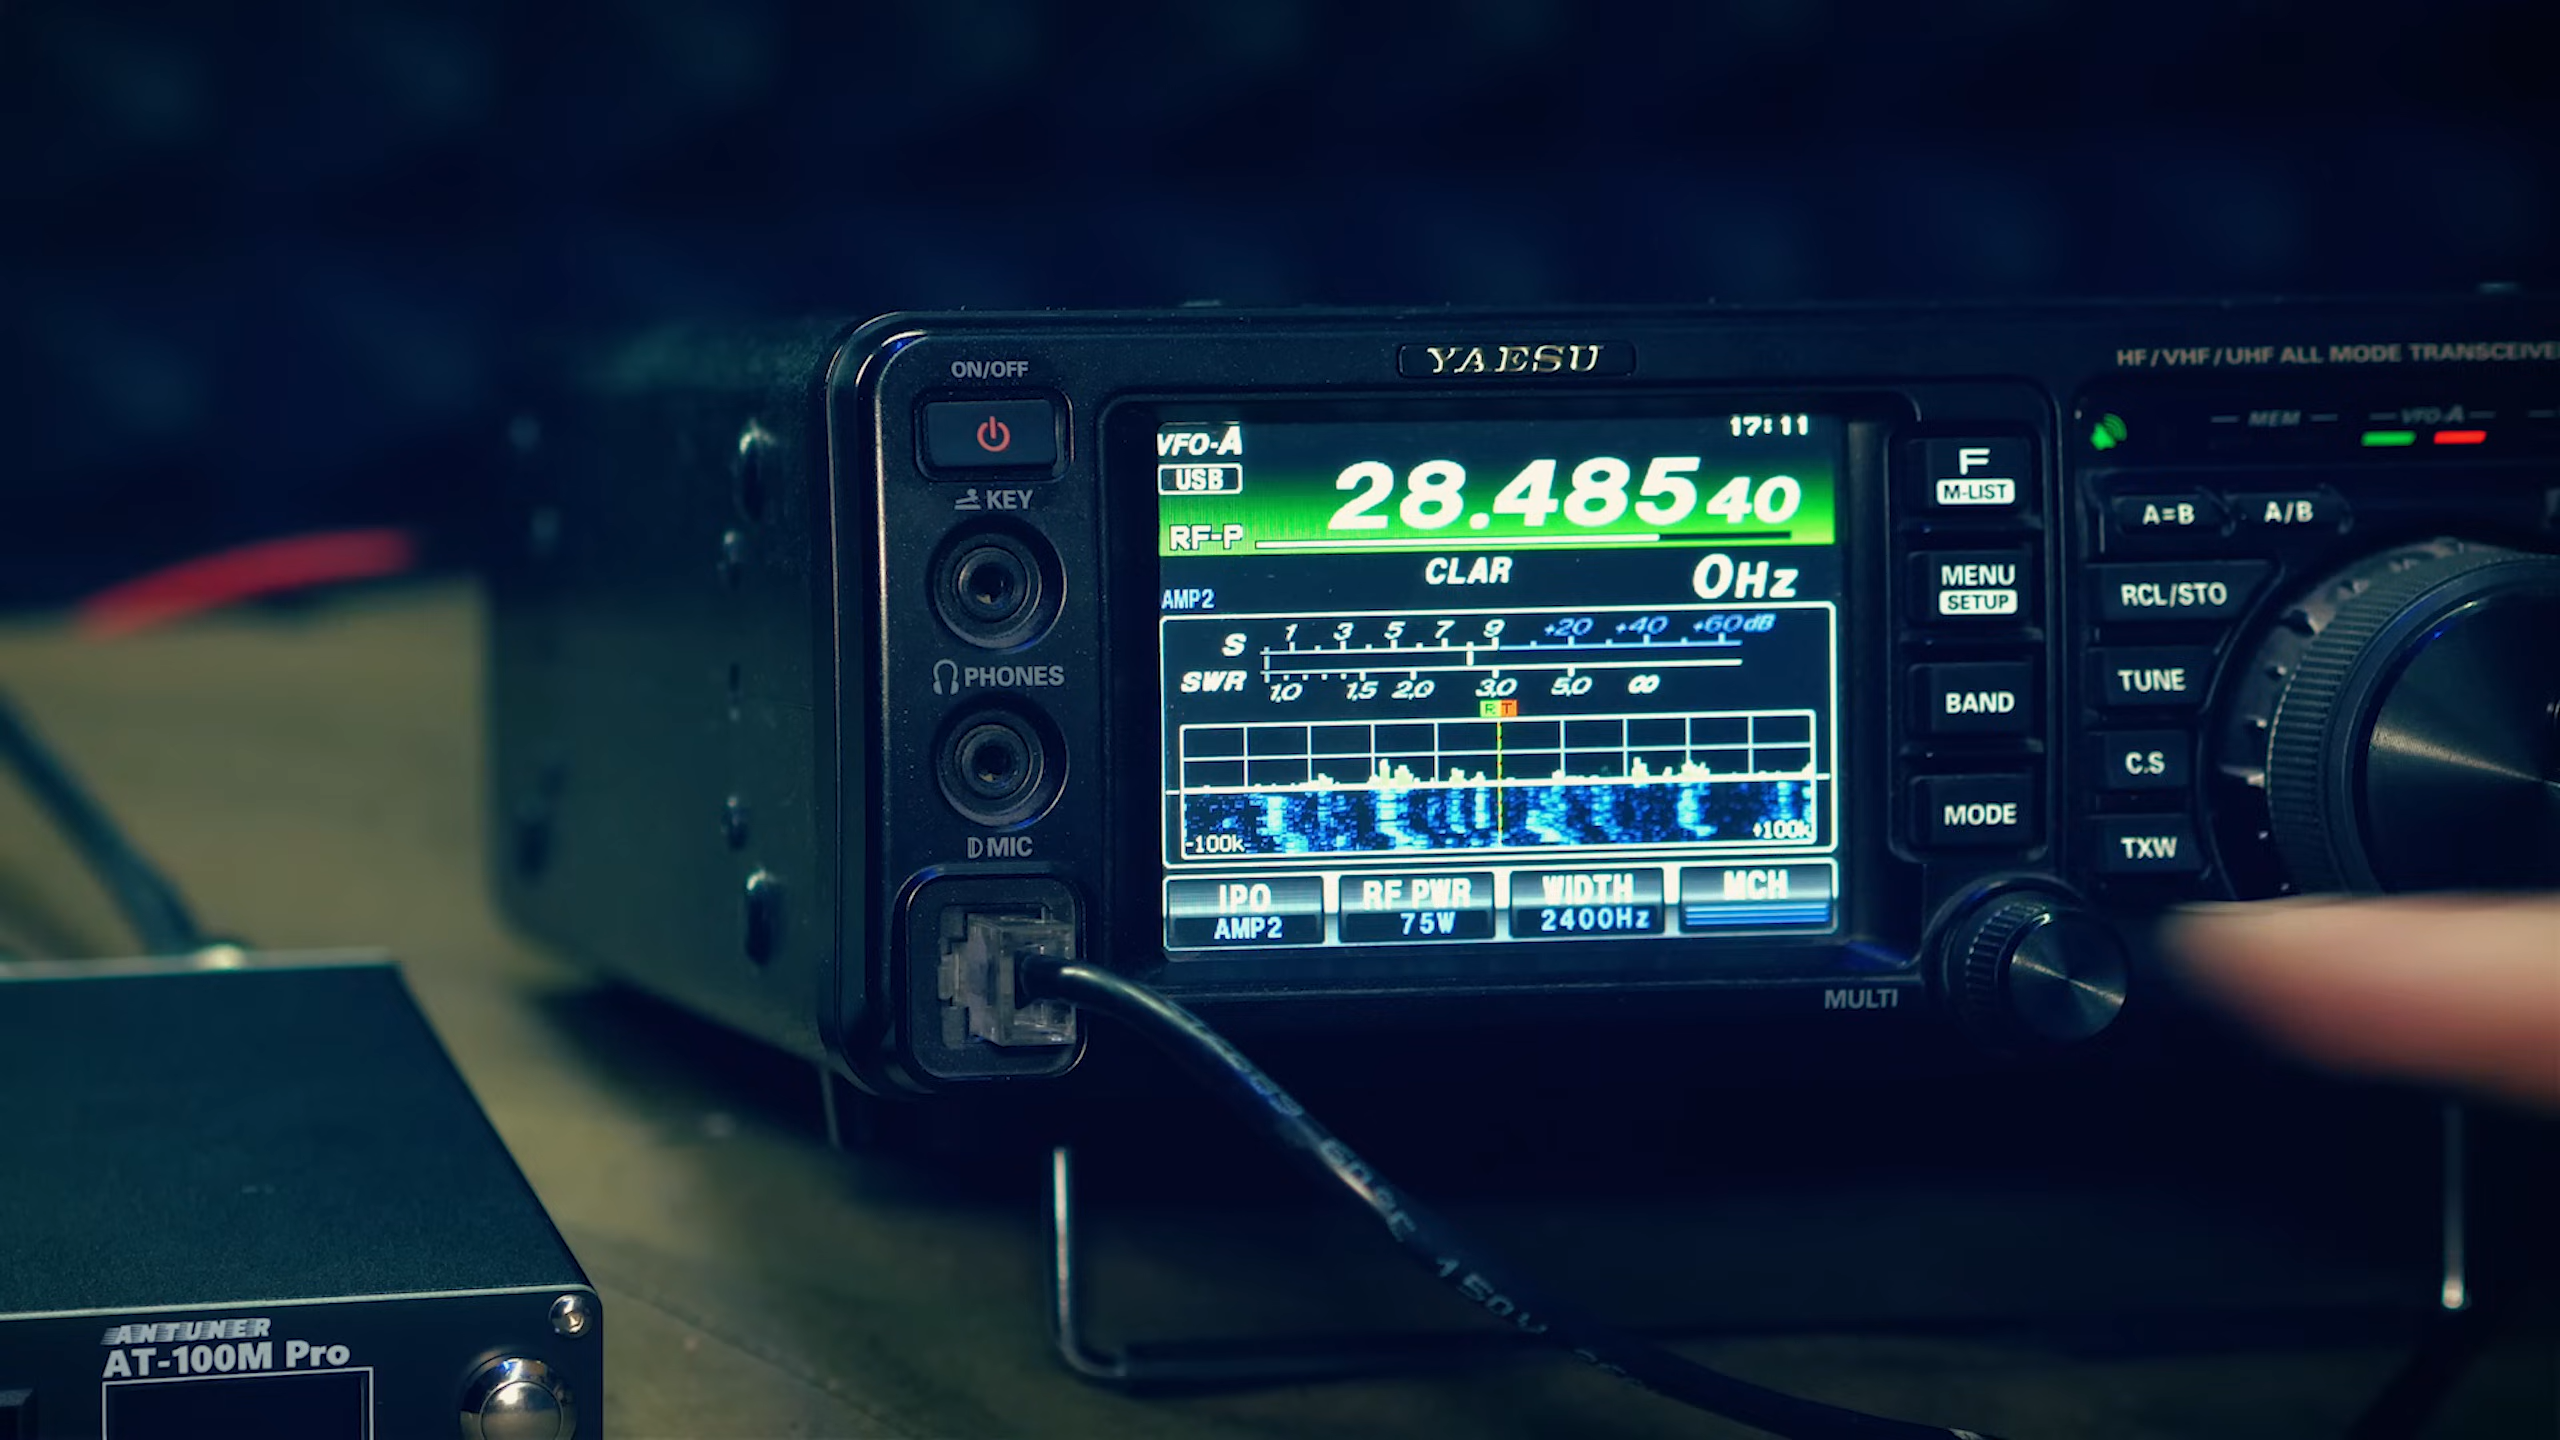 ON/OFF
YAESU
HF/VHF/UHF ALL MODE TRANSCEIVE
VFO-A
17:11
USB
28.485 40
RF-P
CLAR
0Hz
AMP2
S 1 3 5 7 9 +20 +40 +60dB
SWR 1.0 1.5 2.0 3.0 5.0 ∞
R T
-100k
+100k
IPO
AMP2
RF PWR
75W
WIDTH
2400Hz
MCH
KEY
PHONES
MIC
F
M-LIST
MENU
SETUP
BAND
MODE
MULTI
MEM
VFO-A
A=B
A/B
RCL/STO
TUNE
C.S
TXW
ANTUNER
AT-100M Pro